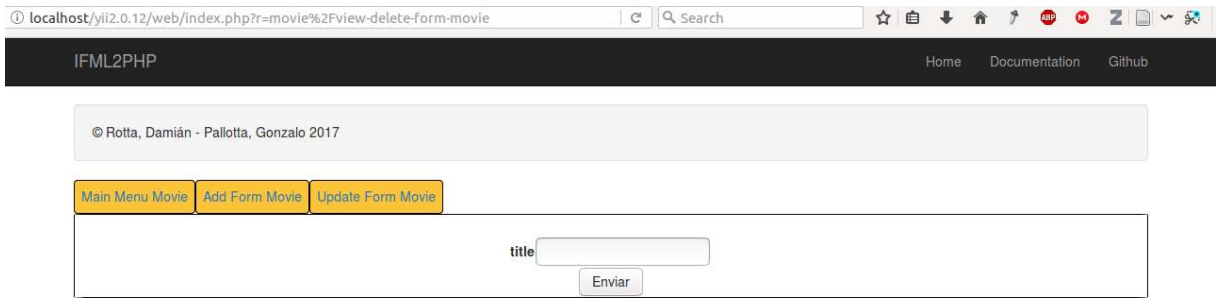 localhost/yii2.0.12/web/index.php?r=movie%2Fview-delete-form-movie Search ABP M Z
IFML2PHP Home Documentation Github
© Rotta, Damián - Pallotta, Gonzalo 2017
Main Menu Movie Add Form Movie Update Form Movie
title
Enviar